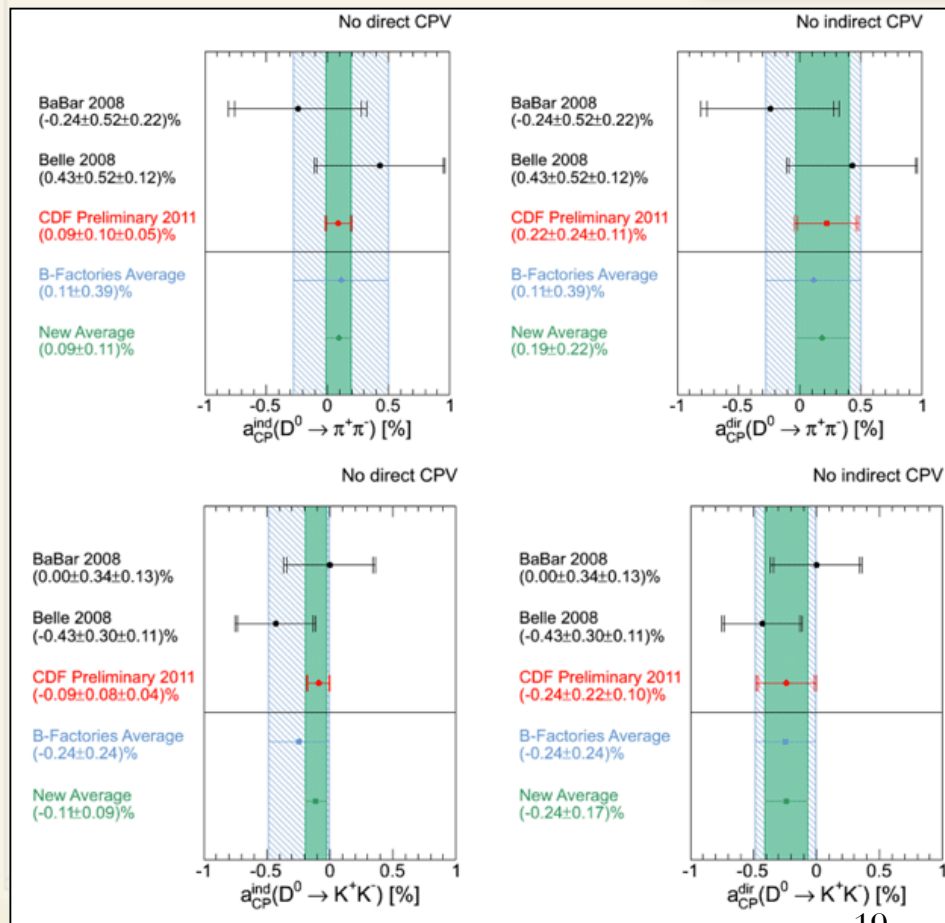 No direct CPV
BaBar 2008
(-0.24±0.52±0.22)%
Belle 2008
(0.43±0.52±0.12)%
CDF Preliminary 2011
(0.09±0.10±0.05)%
B-Factories Average
(0.11±0.39)%
New Average
(0.09±0.11)%
-1 -0.5 0 0.5 1
a_CP^ind(D⁰ → π⁺π⁻) [%]
No indirect CPV
BaBar 2008
(-0.24±0.52±0.22)%
Belle 2008
(0.43±0.52±0.12)%
CDF Preliminary 2011
(0.22±0.24±0.11)%
B-Factories Average
(0.11±0.39)%
New Average
(0.19±0.22)%
-1 -0.5 0 0.5 1
a_CP^dir(D⁰ → π⁺π⁻) [%]
No direct CPV
BaBar 2008
(0.00±0.34±0.13)%
Belle 2008
(-0.43±0.30±0.11)%
CDF Preliminary 2011
(-0.09±0.08±0.04)%
B-Factories Average
(-0.24±0.24)%
New Average
(-0.11±0.09)%
-1 -0.5 0 0.5 1
a_CP^ind(D⁰ → K⁺K⁻) [%]
No indirect CPV
BaBar 2008
(0.00±0.34±0.13)%
Belle 2008
(-0.43±0.30±0.11)%
CDF Preliminary 2011
(-0.24±0.22±0.10)%
B-Factories Average
(-0.24±0.24)%
New Average
(-0.24±0.17)%
-1 -0.5 0 0.5 1
a_CP^dir(D⁰ → K⁺K⁻) [%]